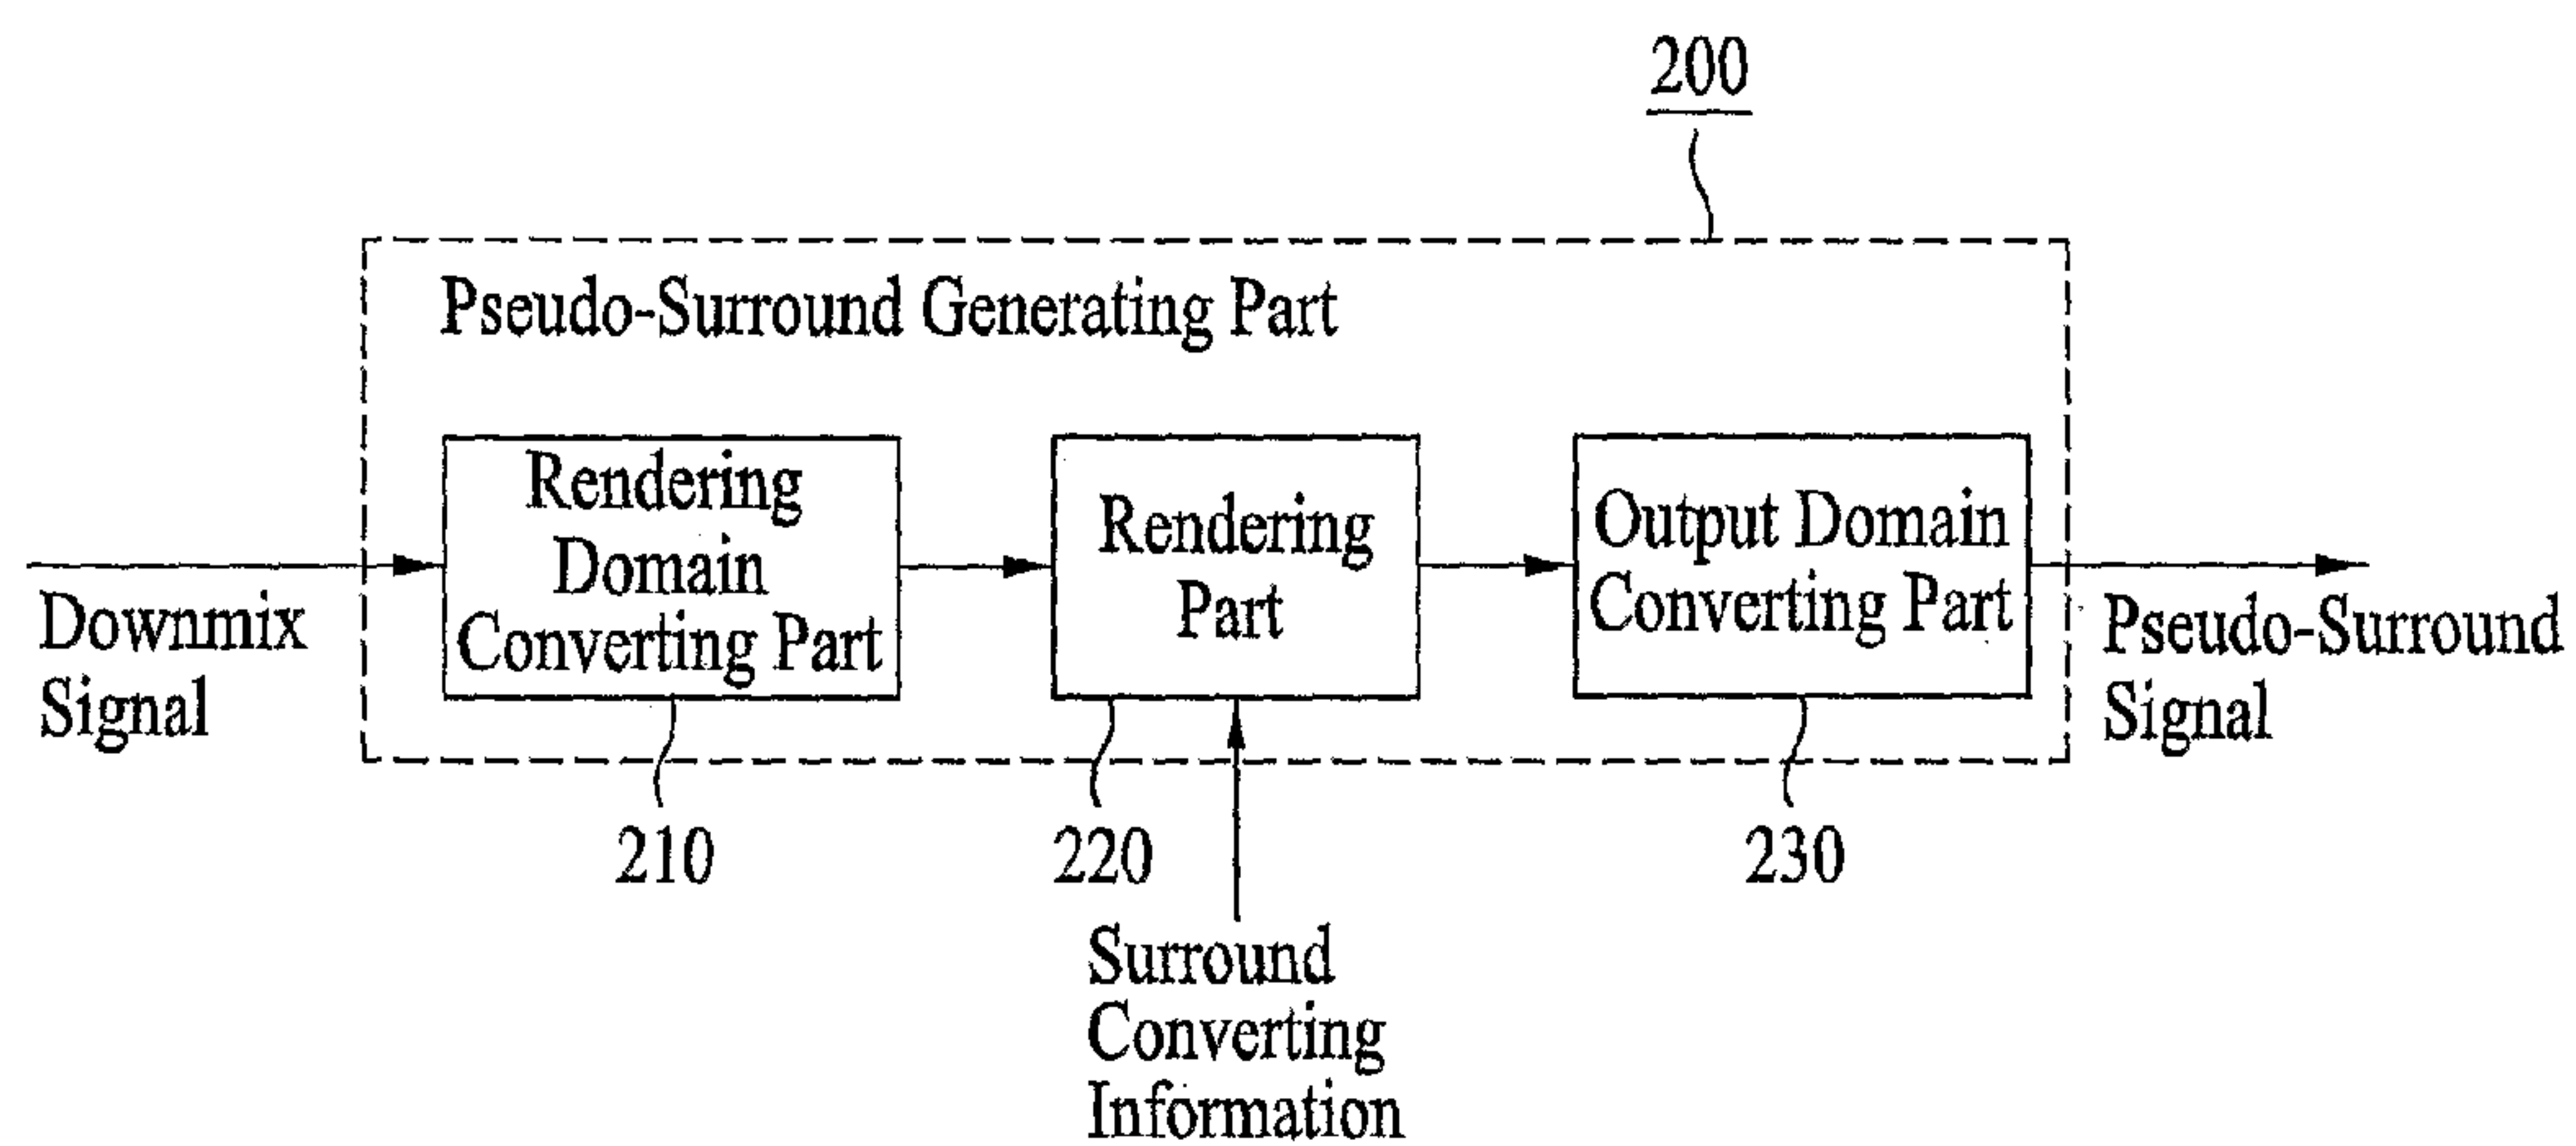 200
Pseudo-Surround Generating Part
Rendering
Domain
Converting Part
Rendering
Part
Output Domain
Converting Part
Downmix
Signal
Pseudo-Surround
Signal
210
220
230
Surround
Converting
Information